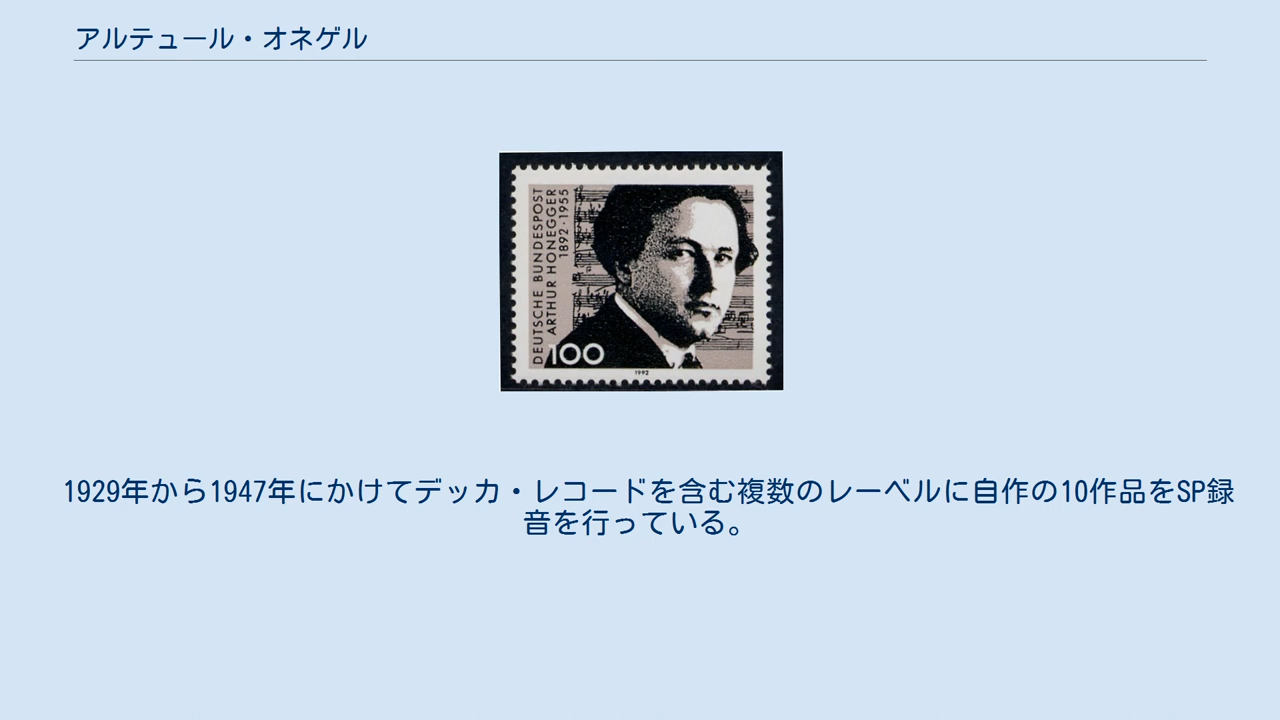 アルテュール・オネゲル
DEUTSCHE BUNDESPOST
ARTHUR HONEGGER
1892·1955
100
1992
1929年から1947年にかけてデッカ・レコードを含む複数のレーベルに自作の10作品をSP録
音を行っている。